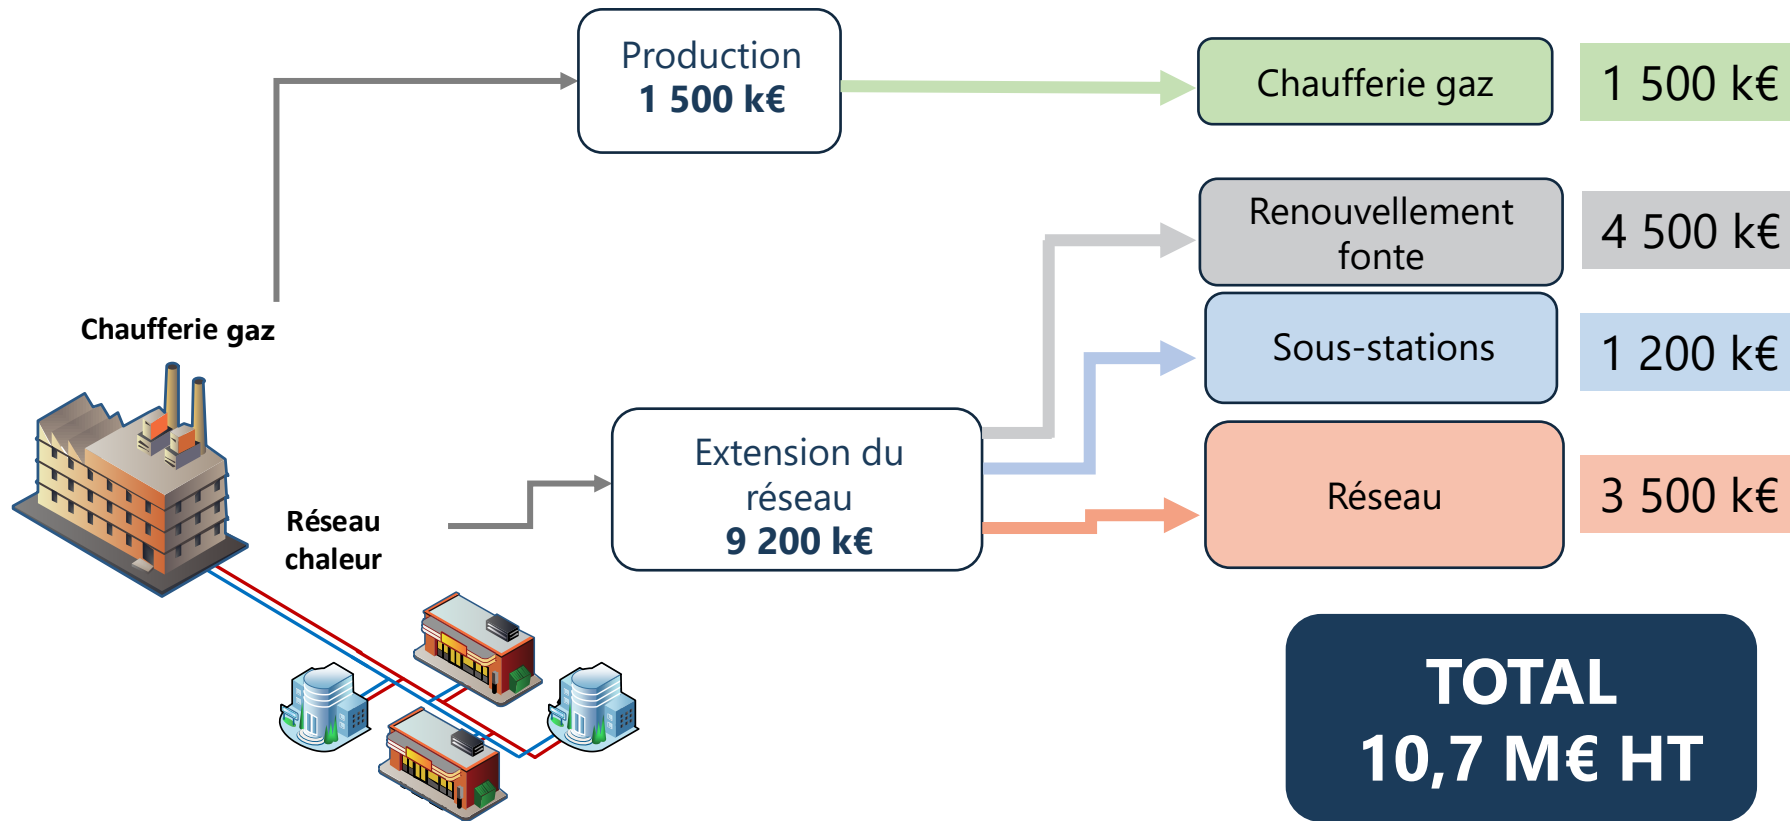 Production
1 500 k€
Chaufferie gaz
1 500 k€
Renouvellement
fonte
4 500 k€
Chaufferie gaz
Sous-stations
1 200 k€
Extension du
réseau
9 200 k€
Réseau
3 500 k€
Réseau
chaleur
TOTAL
10,7 M€ HT